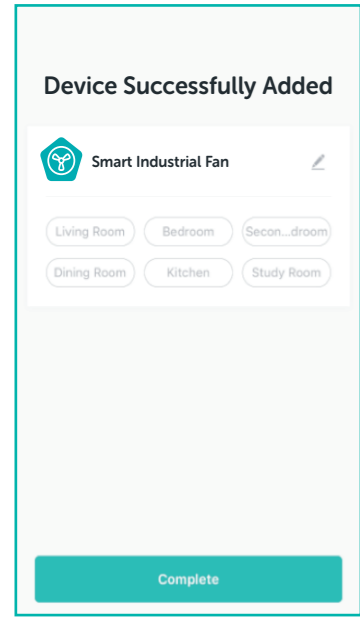 Device Successfully Added
Smart Industrial Fan
Living Room Bedroom Secon...droom
Dining Room Kitchen Study Room
Complete